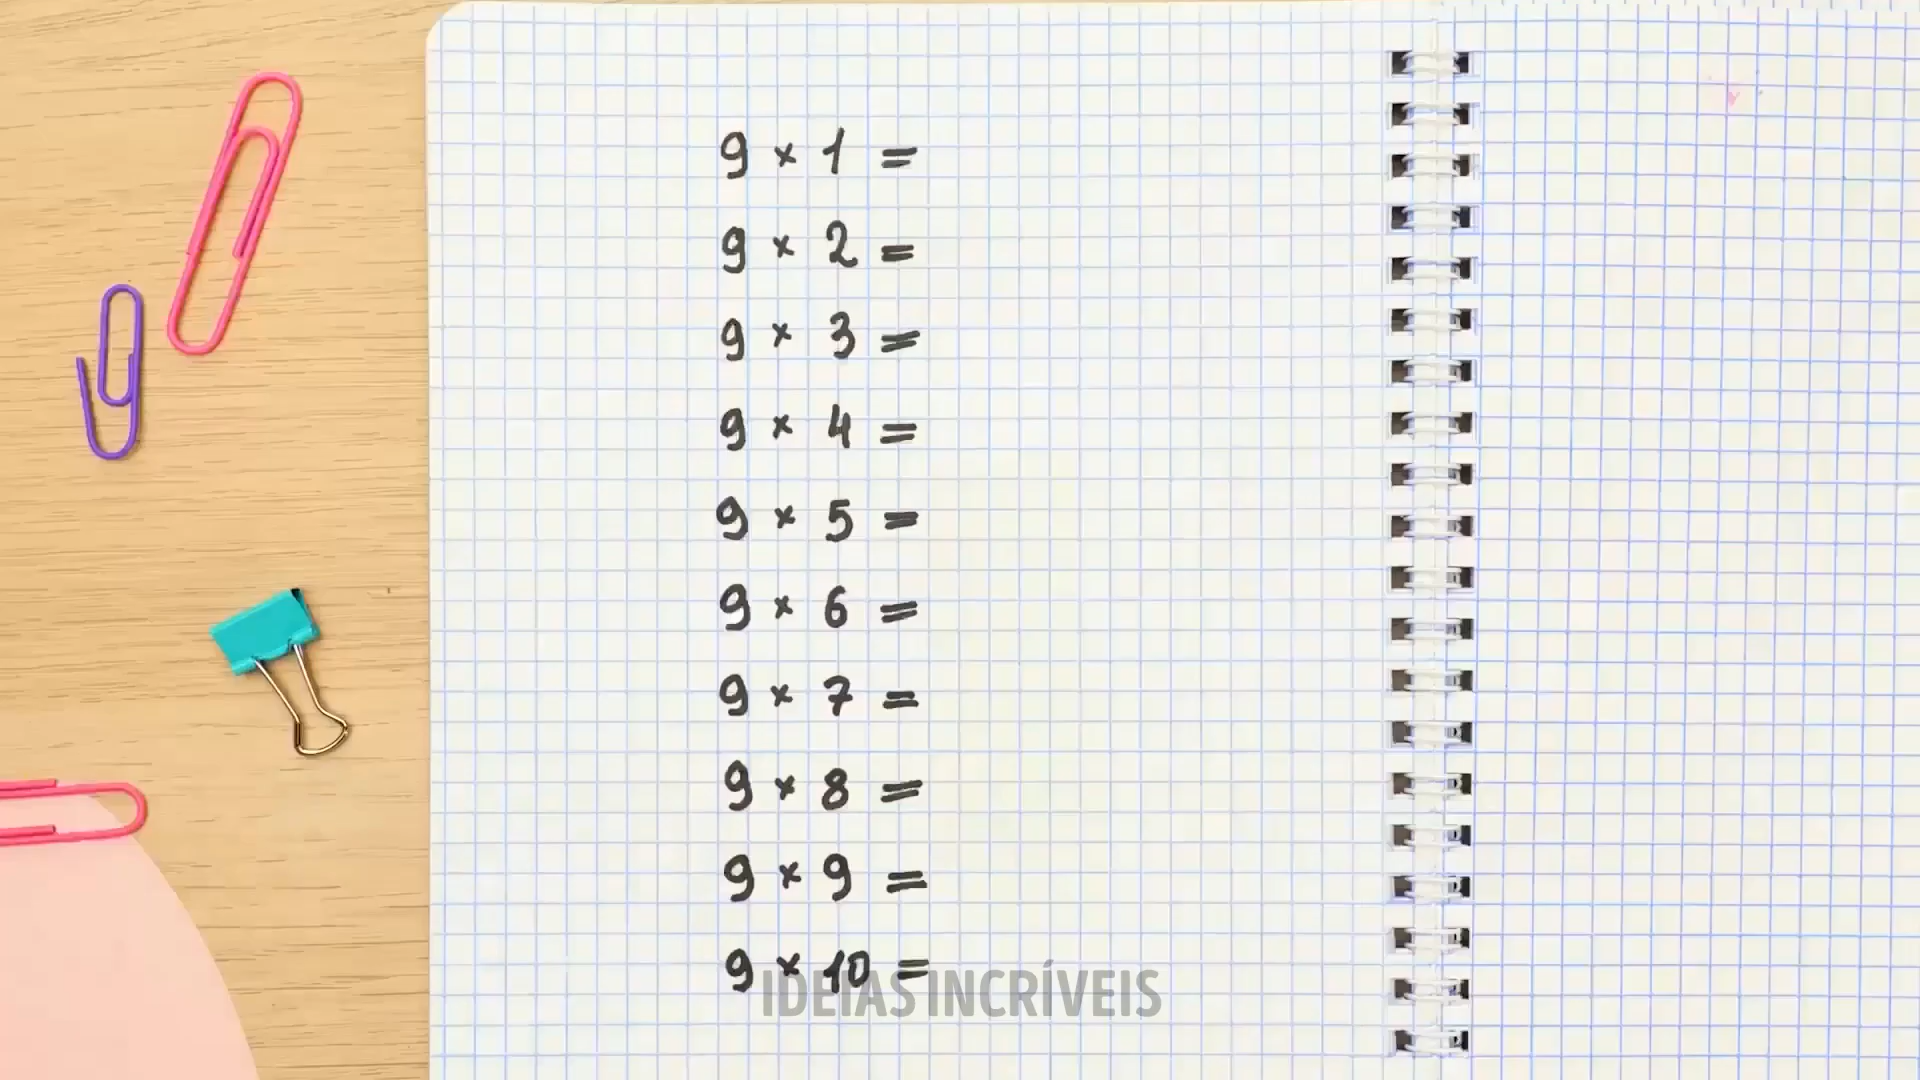 9 × 1 =
9 × 2 =
9 × 3 =
9 × 4 =
9 × 5 =
9 × 6 =
9 × 7 =
9 × 8 =
9 × 9 =
9 × 10 =
IDEIAS INCRÍVEIS